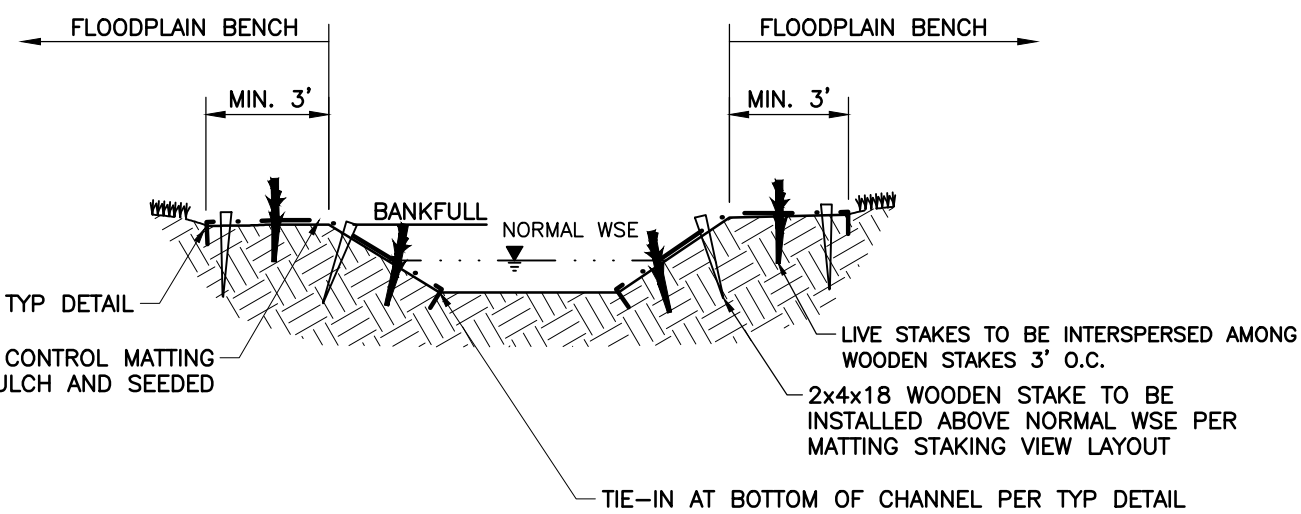 FLOODPLAIN BENCH
FLOODPLAIN BENCH
MIN. 3'
MIN. 3'
BANKFULL
NORMAL WSE
TYP DETAIL
CONTROL MATTING
AND SEEDED
LIVE STAKES TO BE INTERSPERSED AMONG
WOODEN STAKES 3' O.C.
2x4x18 WOODEN STAKE TO BE
INSTALLED ABOVE NORMAL WSE PER
MATTING STAKING VIEW LAYOUT
TIE-IN AT BOTTOM OF CHANNEL PER TYP DETAIL